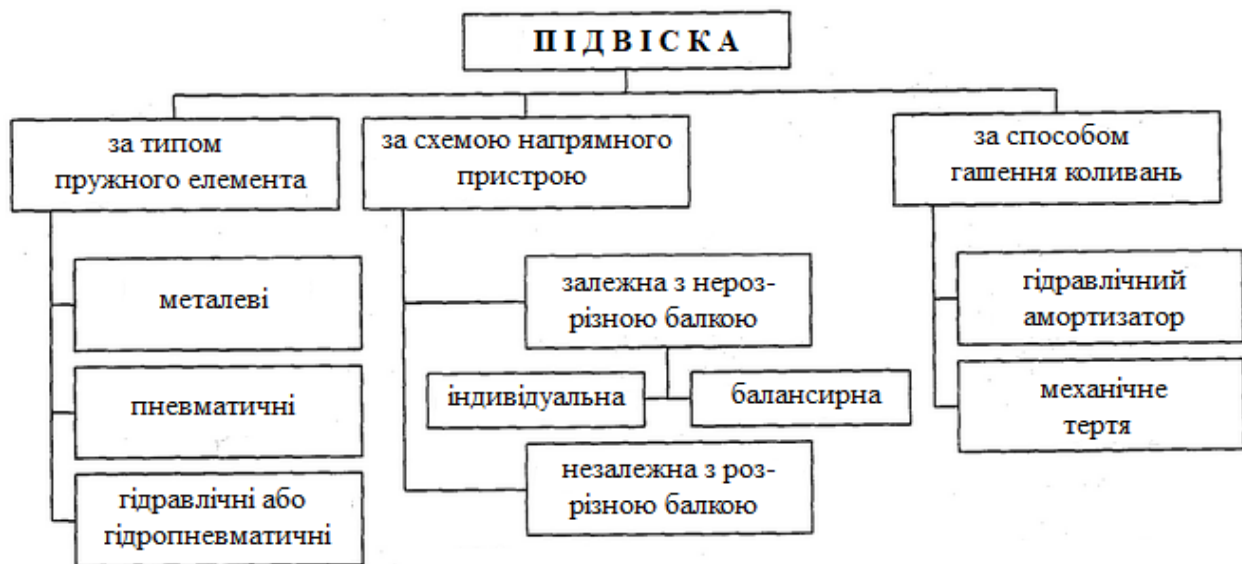 ПІДВІСКА
за типом
пружного елемента
за схемою напрямного
пристрою
за способом
гашення коливань
металеві
пневматичні
гідравлічні або
гідропневматичні
залежна з нероз-
різною балкою
індивідуальна
балансирна
незалежна з роз-
різною балкою
гідравлічний
амортизатор
механічне
тертя